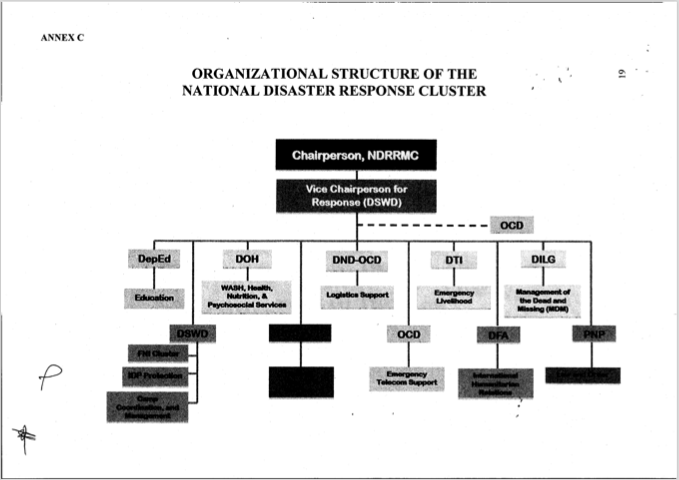 ANNEX C
19
ORGANIZATIONAL STRUCTURE OF THE
NATIONAL DISASTER RESPONSE CLUSTER
Chairperson, NDRRMC
Vice Chairperson for
Response (DSWD)
OCD
DepEd
DOH
DND-OCD
DTI
DILG
Education
WASH, Health,
Nutrition, &
Psychosocial Services
Logistics Support
Emergency
Livelihood
Management of
the Dead and
Missing (MDM)
DSWD
OCD
DFA
PNP
FNI Cluster
IDP Protection
Camp
Coordination, and
Management
Emergency
Telecom Support
International
Humanitarian
Relations